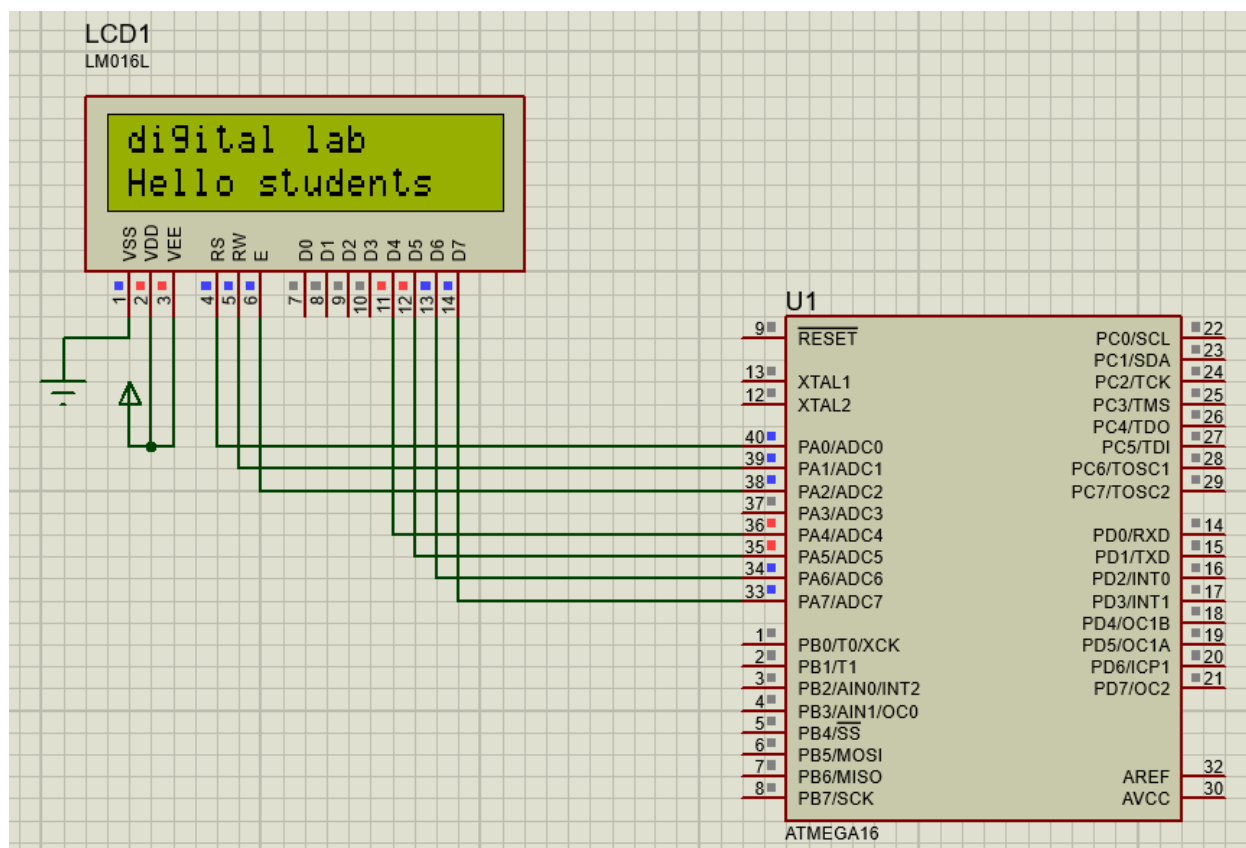 LCD1
LM016L
digital lab
Hello students
VSS
VDD
VEE
RS
RW
E
D0
D1
D2
D3
D4
D5
D6
D7
1
2
3
4
5
6
7
8
9
10
11
12
13
14
U1
9 RESET
13 XTAL1
12 XTAL2
40 PA0/ADC0
39 PA1/ADC1
38 PA2/ADC2
37 PA3/ADC3
36 PA4/ADC4
35 PA5/ADC5
34 PA6/ADC6
33 PA7/ADC7
1 PB0/T0/XCK
2 PB1/T1
3 PB2/AIN0/INT2
4 PB3/AIN1/OC0
5 PB4/SS
6 PB5/MOSI
7 PB6/MISO
8 PB7/SCK
PC0/SCL 22
PC1/SDA 23
PC2/TCK 24
PC3/TMS 25
PC4/TDO 26
PC5/TDI 27
PC6/TOSC1 28
PC7/TOSC2 29
PD0/RXD 14
PD1/TXD 15
PD2/INT0 16
PD3/INT1 17
PD4/OC1B 18
PD5/OC1A 19
PD6/ICP1 20
PD7/OC2 21
AREF 32
AVCC 30
ATMEGA16